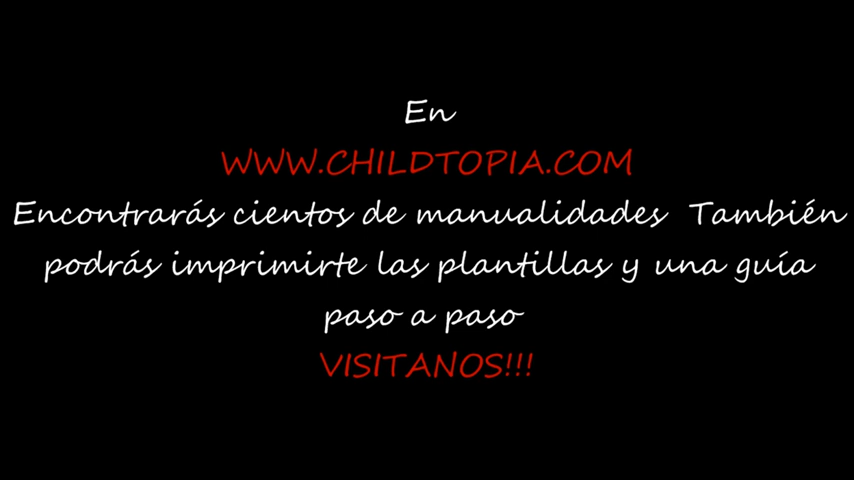 En
WWW.CHILDTOPIA.COM
Encontrarás cientos de manualidades También
podrás imprimirte las plantillas y una guía
paso a paso
VISITANOS!!!